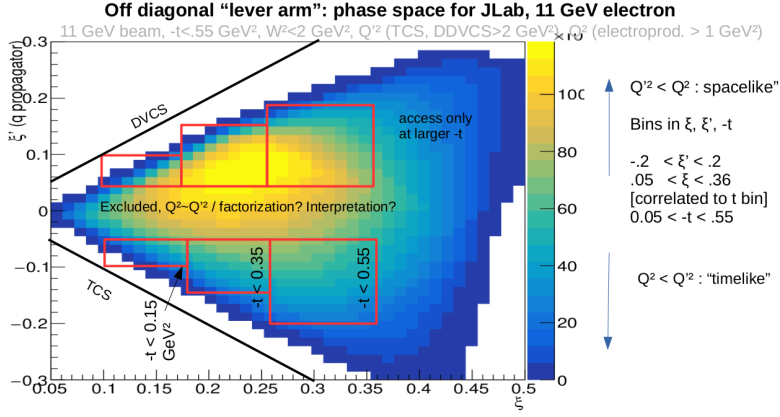 Off diagonal “lever arm”: phase space for JLab, 11 GeV electron
11 GeV beam, -t<.55 GeV², W²<2 GeV², Q'² (TCS, DDVCS>2 GeV²), Q² (electroprod. > 1 GeV²)
ξ' (q propagator)
0.3
0.2
0.1
0
−0.1
−0.2
−0.3
DVCS
access only
at larger -t
Excluded, Q²~Q'² / factorization? Interpretation?
TCS
-t < 0.15
GeV²
-t < 0.35
-t < 0.55
0.05 0.1 0.15 0.2 0.25 0.3 0.35 0.4 0.45 0.5
ξ
×10
100
80
60
40
20
0
Q'² < Q² : spacelike”
Bins in ξ, ξ', -t
-.2 < ξ' < .2
.05 < ξ < .36
[correlated to t bin]
0.05 < -t < .55
Q² < Q'² : “timelike”